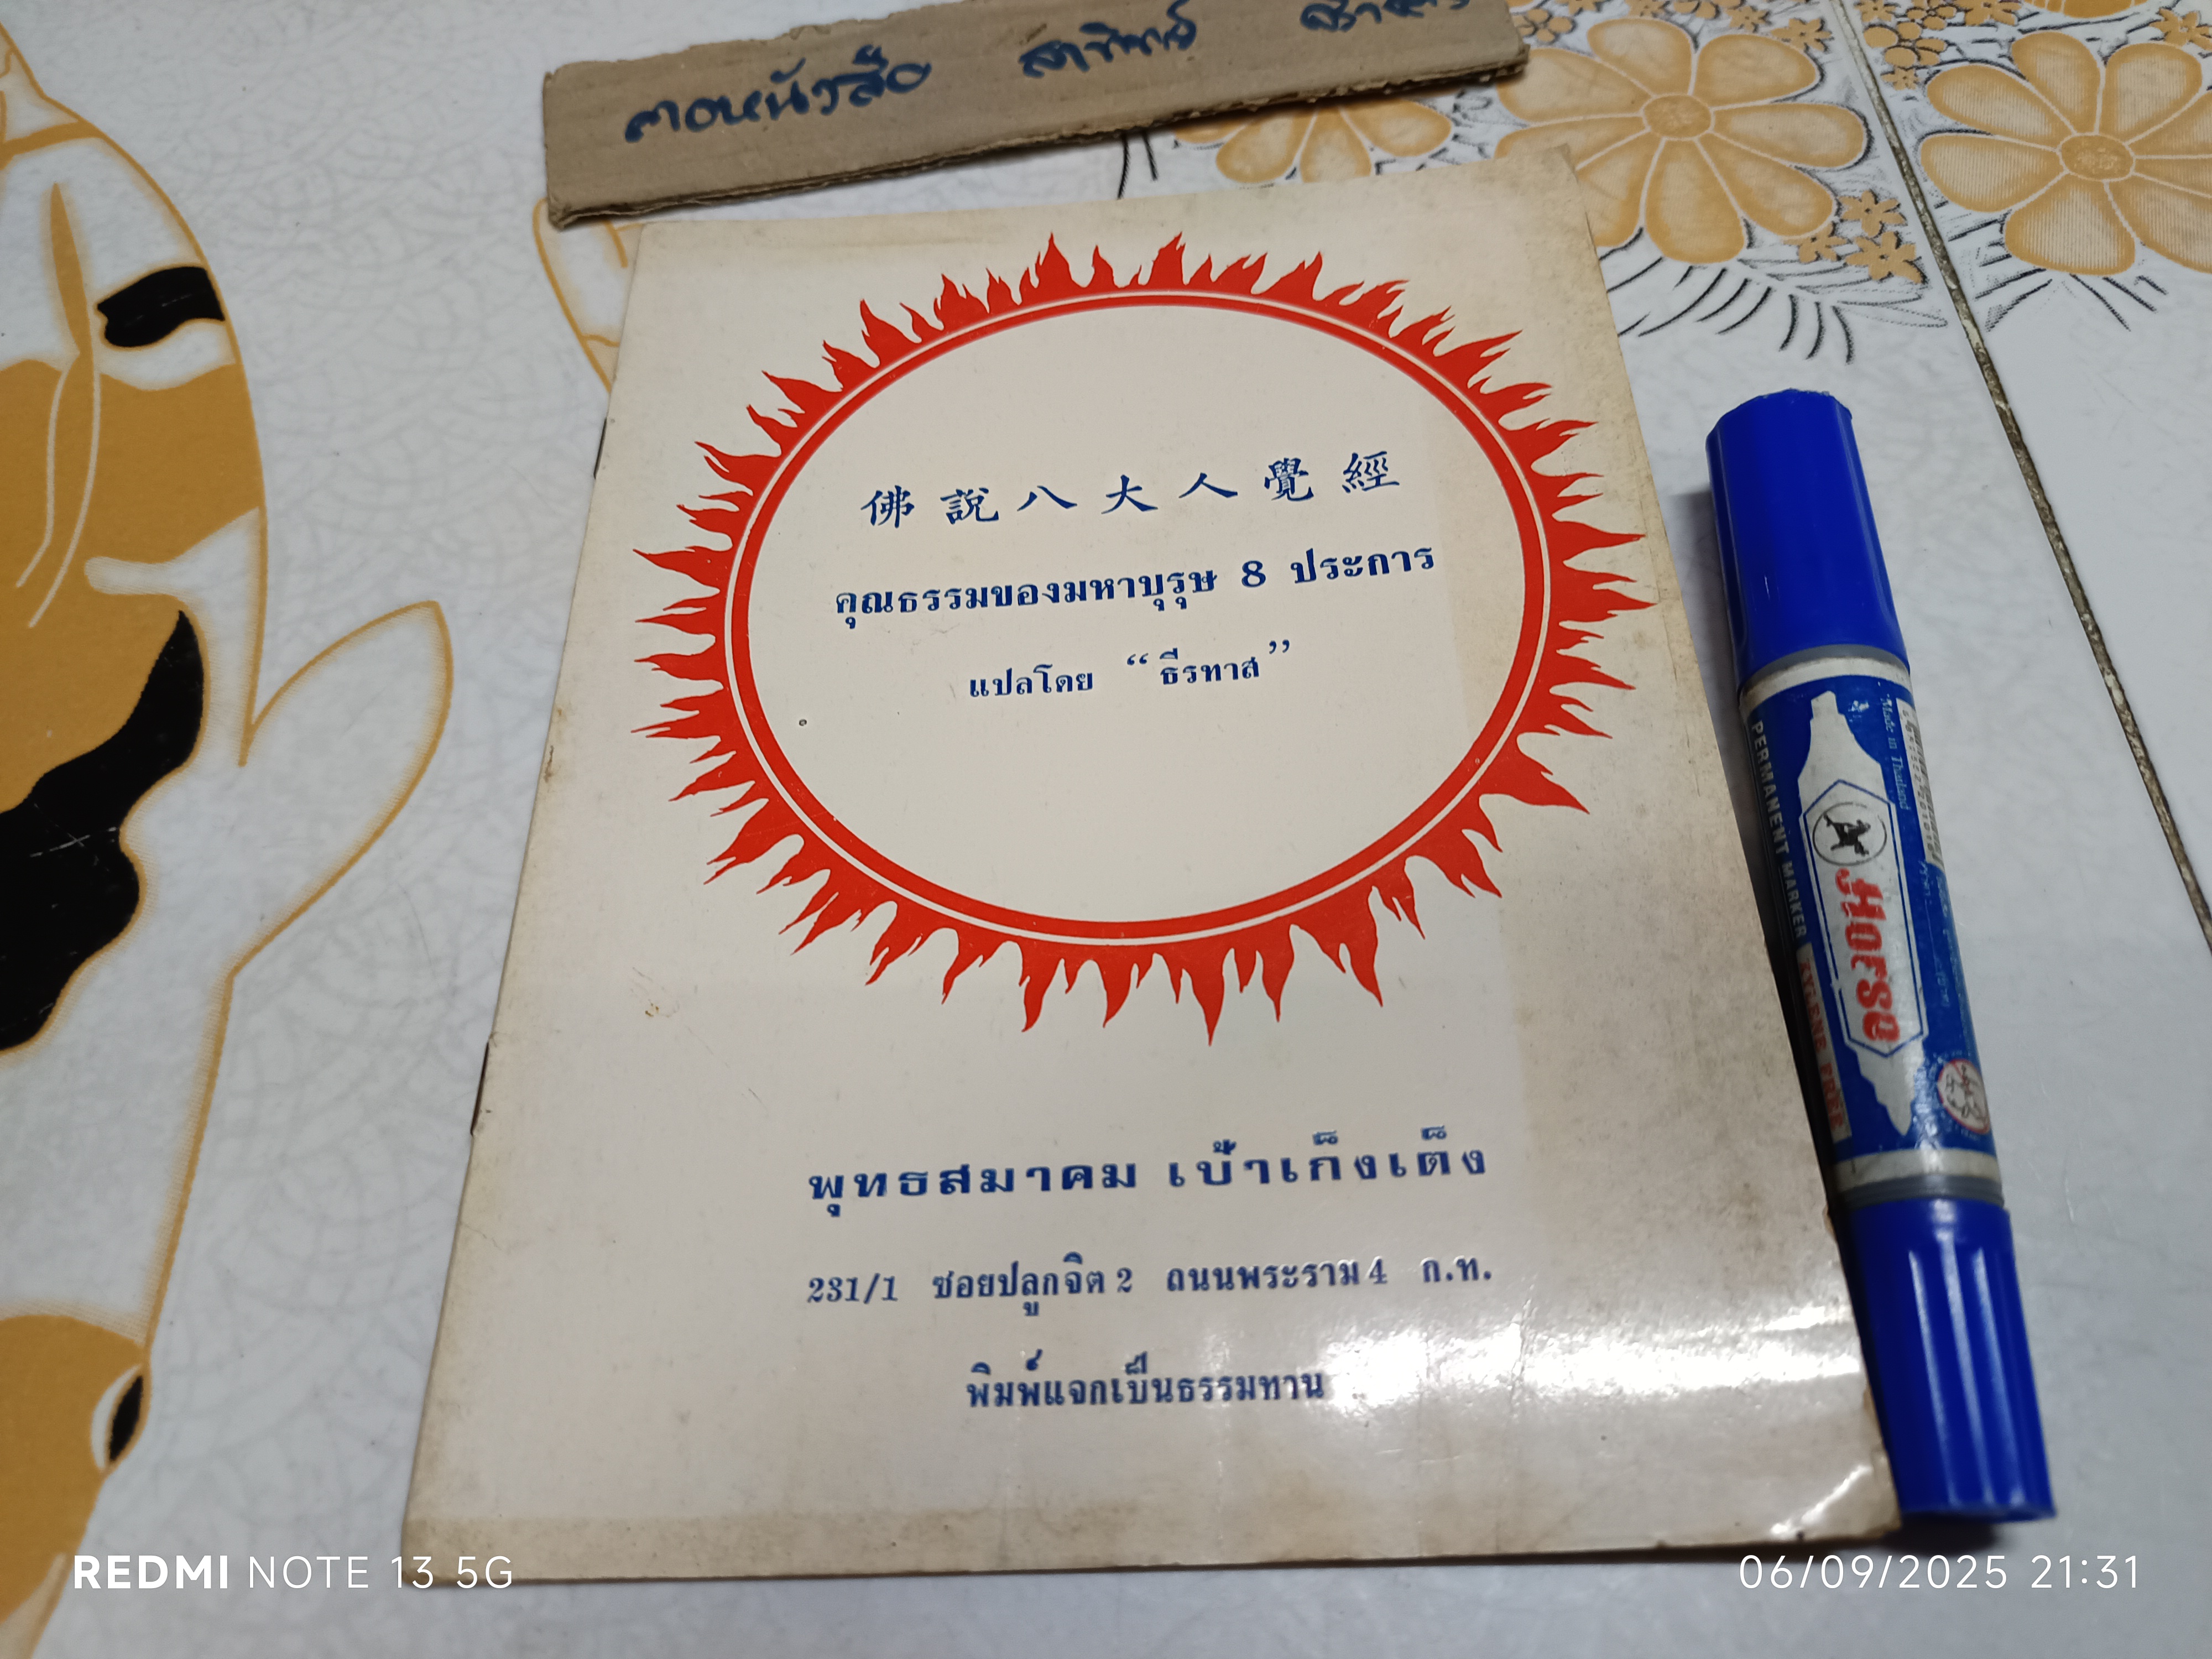 ตอหนังสือ
佛說八大人覺經
คุณธรรมของมหาบุรุษ 8 ประการ
แปลโดย “ธีรทาส”
พุทธสมาคม เป้าเก็งเต็ง
231/1 ซอยปลูกจิต 2 ถนนพระราม 4 ก.ท.
พิมพ์แจกเป็นธรรมทาน
Made in Thailand
PERMANENT MARKER
XYLENE FREE
Horse
REDMI NOTE 13 5G
06/09/2025 21:31